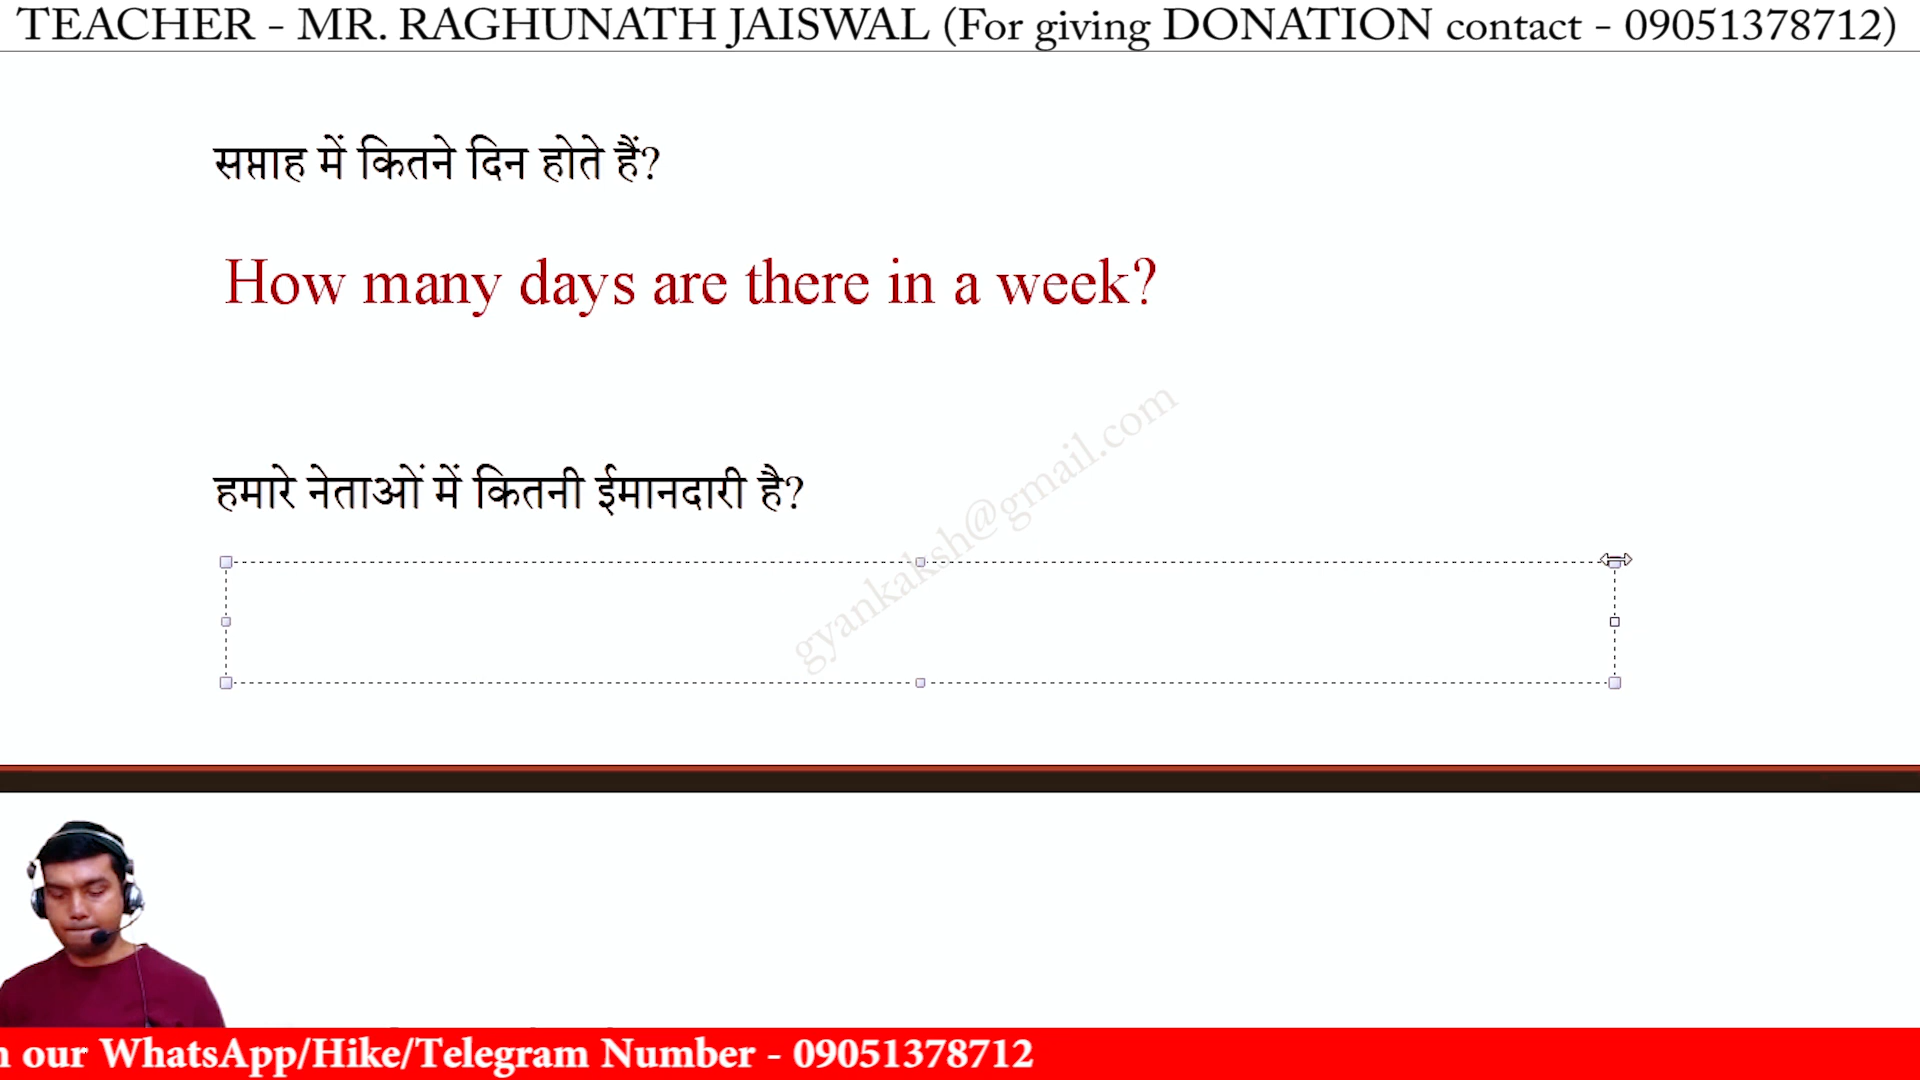 TEACHER - MR. RAGHUNATH JAISWAL (For giving DONATION contact - 09051378712)
सप्ताह में कितने दिन होते हैं?
How many days are there in a week?
हमारे नेताओं में कितनी ईमानदारी है?
gyankaksh@gmail.com
our WhatsApp/Hike/Telegram Number - 09051378712